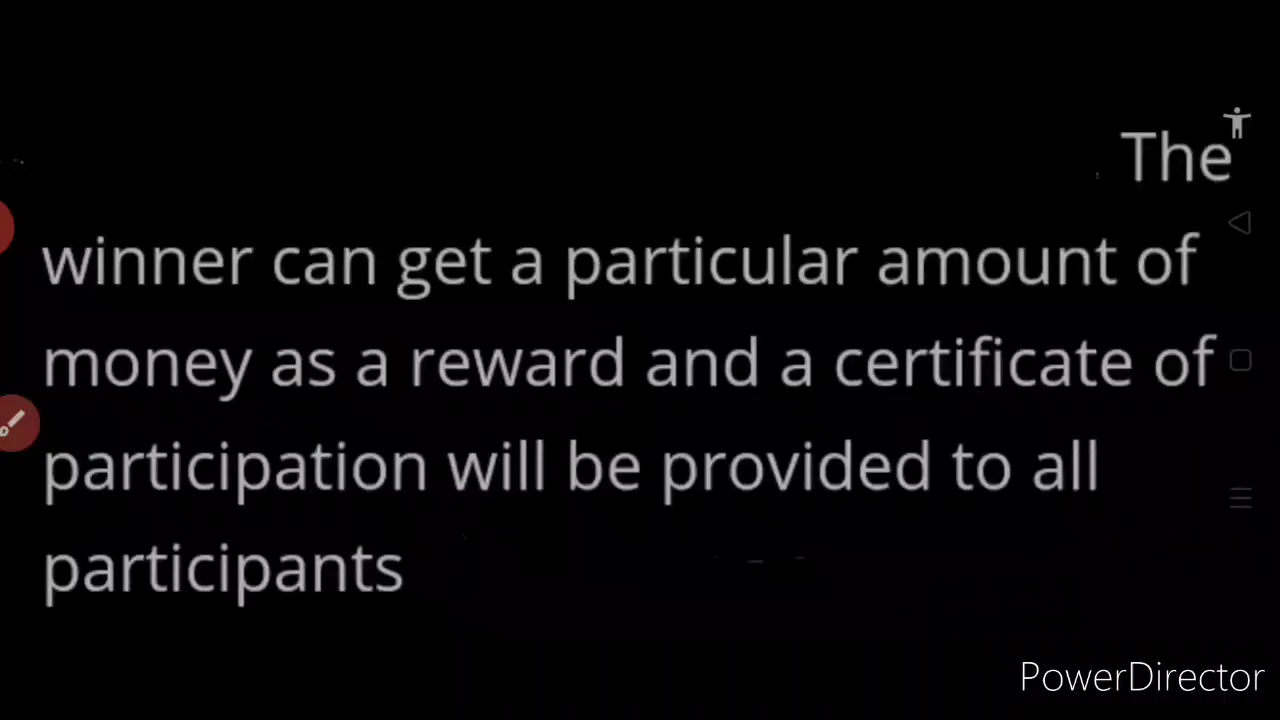 The
winner can get a particular amount of
money as a reward and a certificate of
participation will be provided to all
participants
PowerDirector